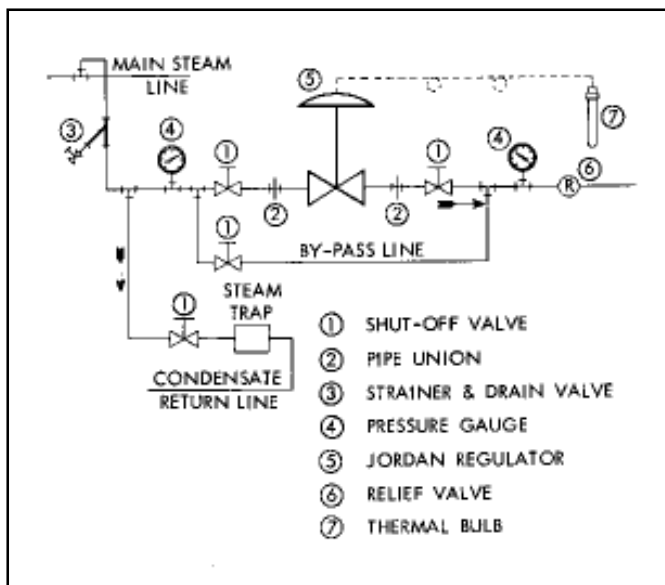 MAIN STEAM
LINE
⑤
③
④
①
①
④
⑦
⑥
②
②
①
BY-PASS LINE
R
①
STEAM
TRAP
CONDENSATE
RETURN LINE
① SHUT-OFF VALVE
② PIPE UNION
③ STRAINER & DRAIN VALVE
④ PRESSURE GAUGE
⑤ JORDAN REGULATOR
⑥ RELIEF VALVE
⑦ THERMAL BULB